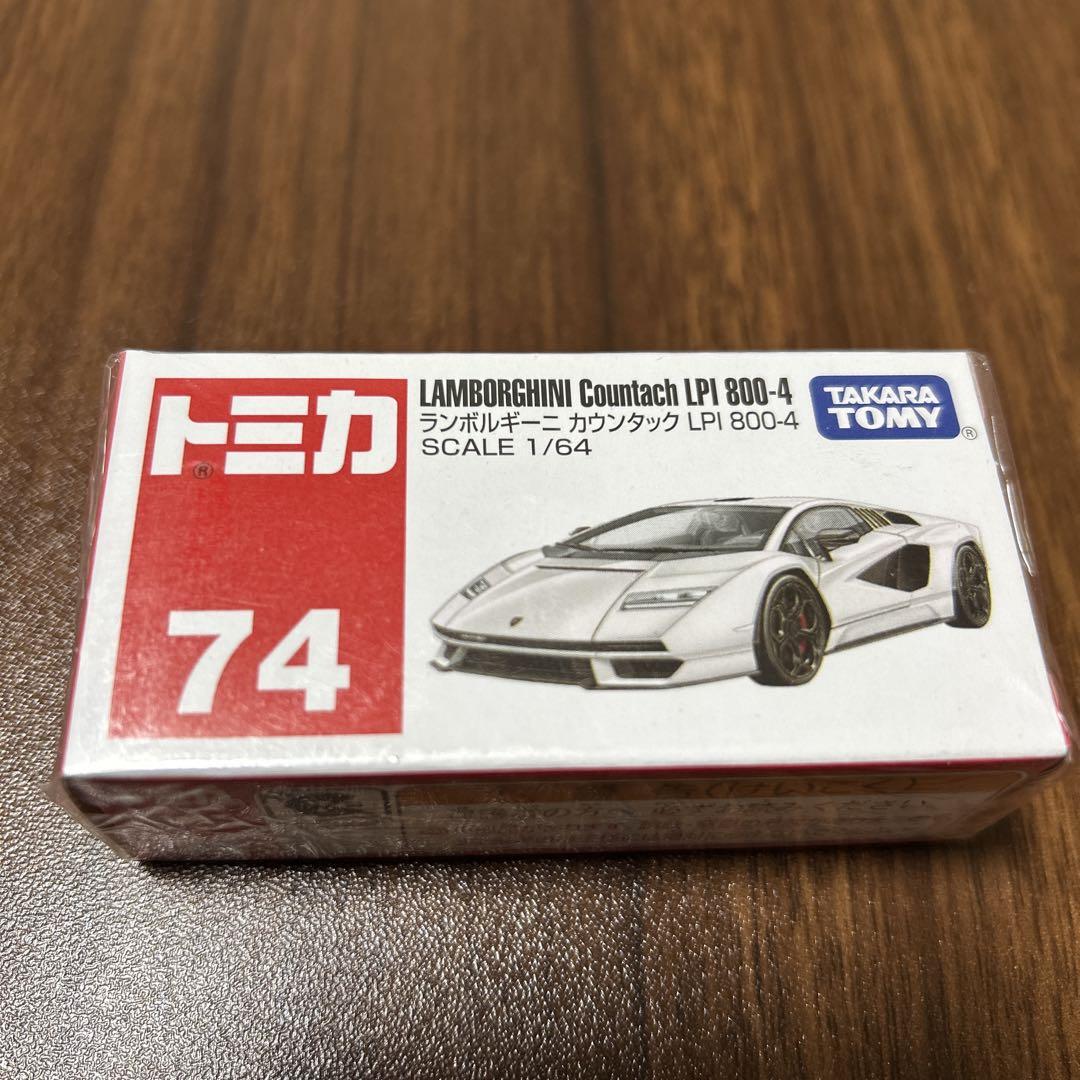 トミカ®
74
LAMBORGHINI Countach LPI 800-4
ランボルギーニ カウンタック LPI 800-4
SCALE 1/64
TAKARA
TOMY®